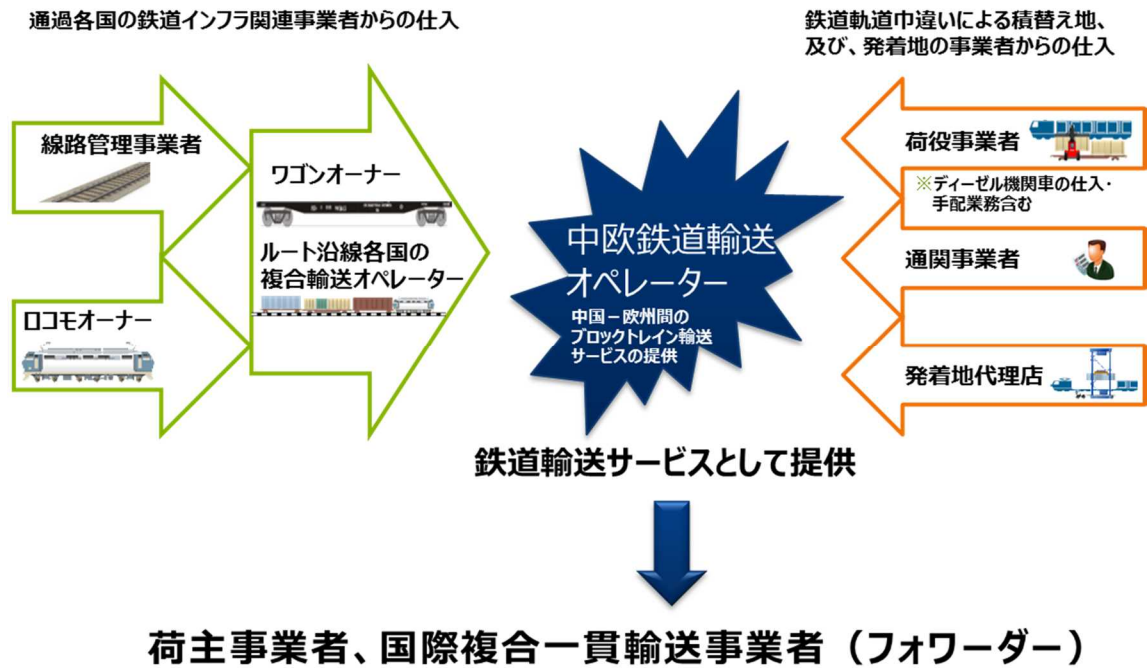 通過各国の鉄道インフラ関連事業者からの仕入
線路管理事業者
ロコモオーナー
ワゴンオーナー
ルート沿線各国の
複合輸送オペレーター
中欧鉄道輸送
オペレーター
中国－欧州間の
ブロックトレイン輸送
サービスの提供
鉄道軌道巾違いによる積替え地、
及び、発着地の事業者からの仕入
荷役事業者
※ディーゼル機関車の仕入・
手配業務含む
通関事業者
発着地代理店
鉄道輸送サービスとして提供
荷主事業者、国際複合一貫輸送事業者（フォワーダー）